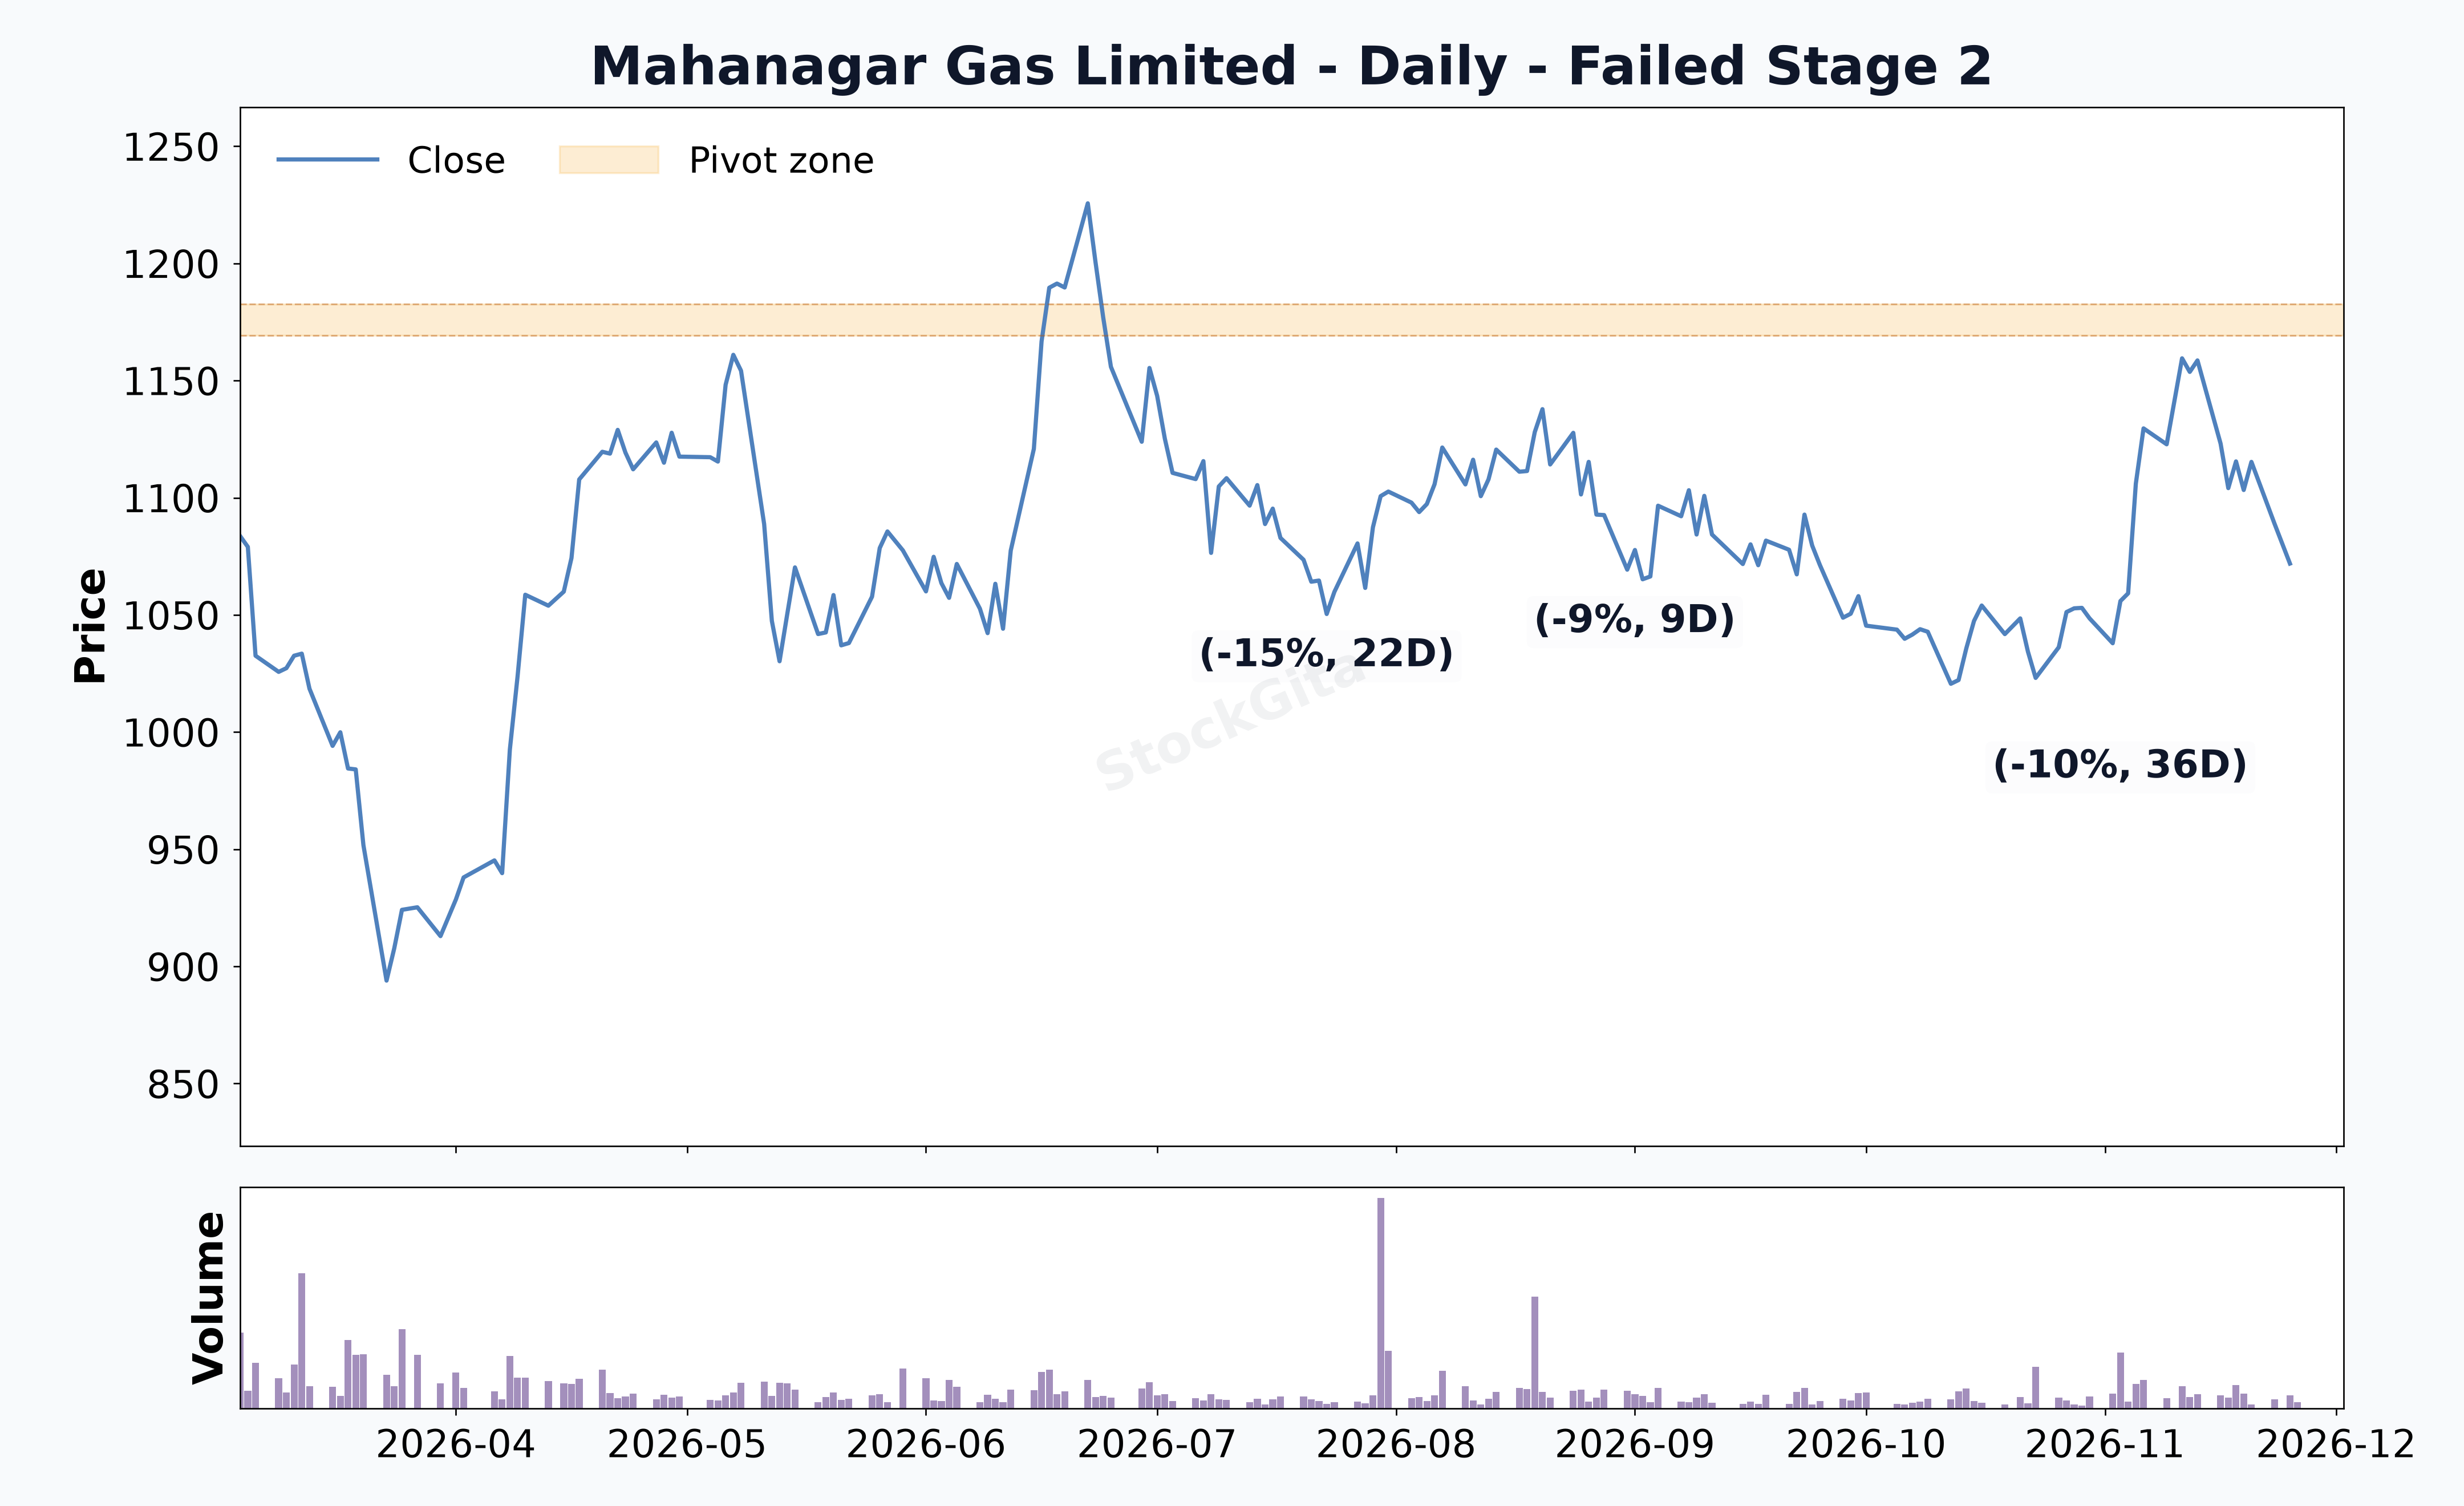 Mahanagar Gas Limited - Daily - Failed Stage 2
Close
Pivot zone
Price
1250
1200
1150
1100
1050
1000
950
900
850
(-15%, 22D)
(-9%, 9D)
(-10%, 36D)
StockGita
Volume
2026-04
2026-05
2026-06
2026-07
2026-08
2026-09
2026-10
2026-11
2026-12